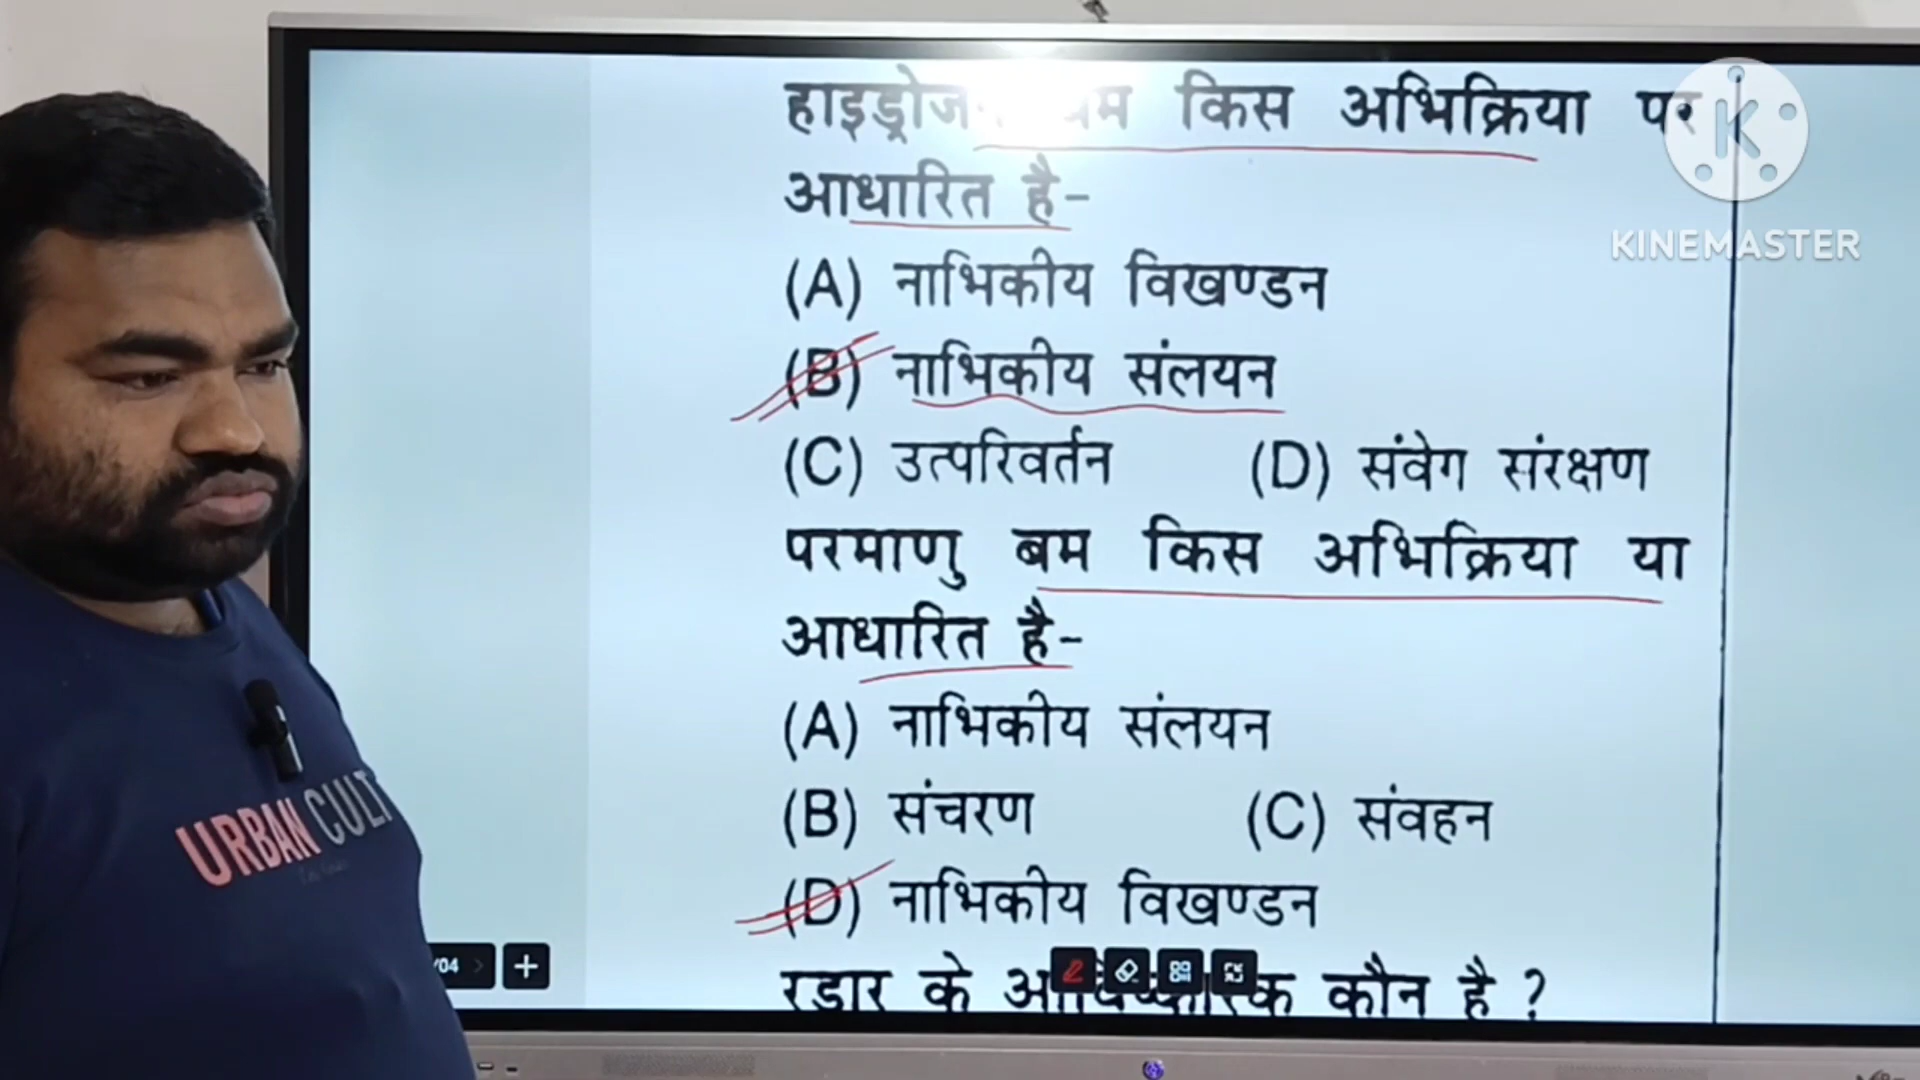 बम किस अभिक्रिया पर
आधारित है-
(A) नाभिकीय विखण्डन
(B) नाभिकीय संलयन
(C) उत्परिवर्तन (D) संवेग संरक्षण
परमाणु बम किस अभिक्रिया या
आधारित है-
(A) नाभिकीय संलयन
(B) संचरण (C) संवहन
(D) नाभिकीय विखण्डन
रडार के कौन है ?
K
KINEMASTER
URBAN CULT
/04